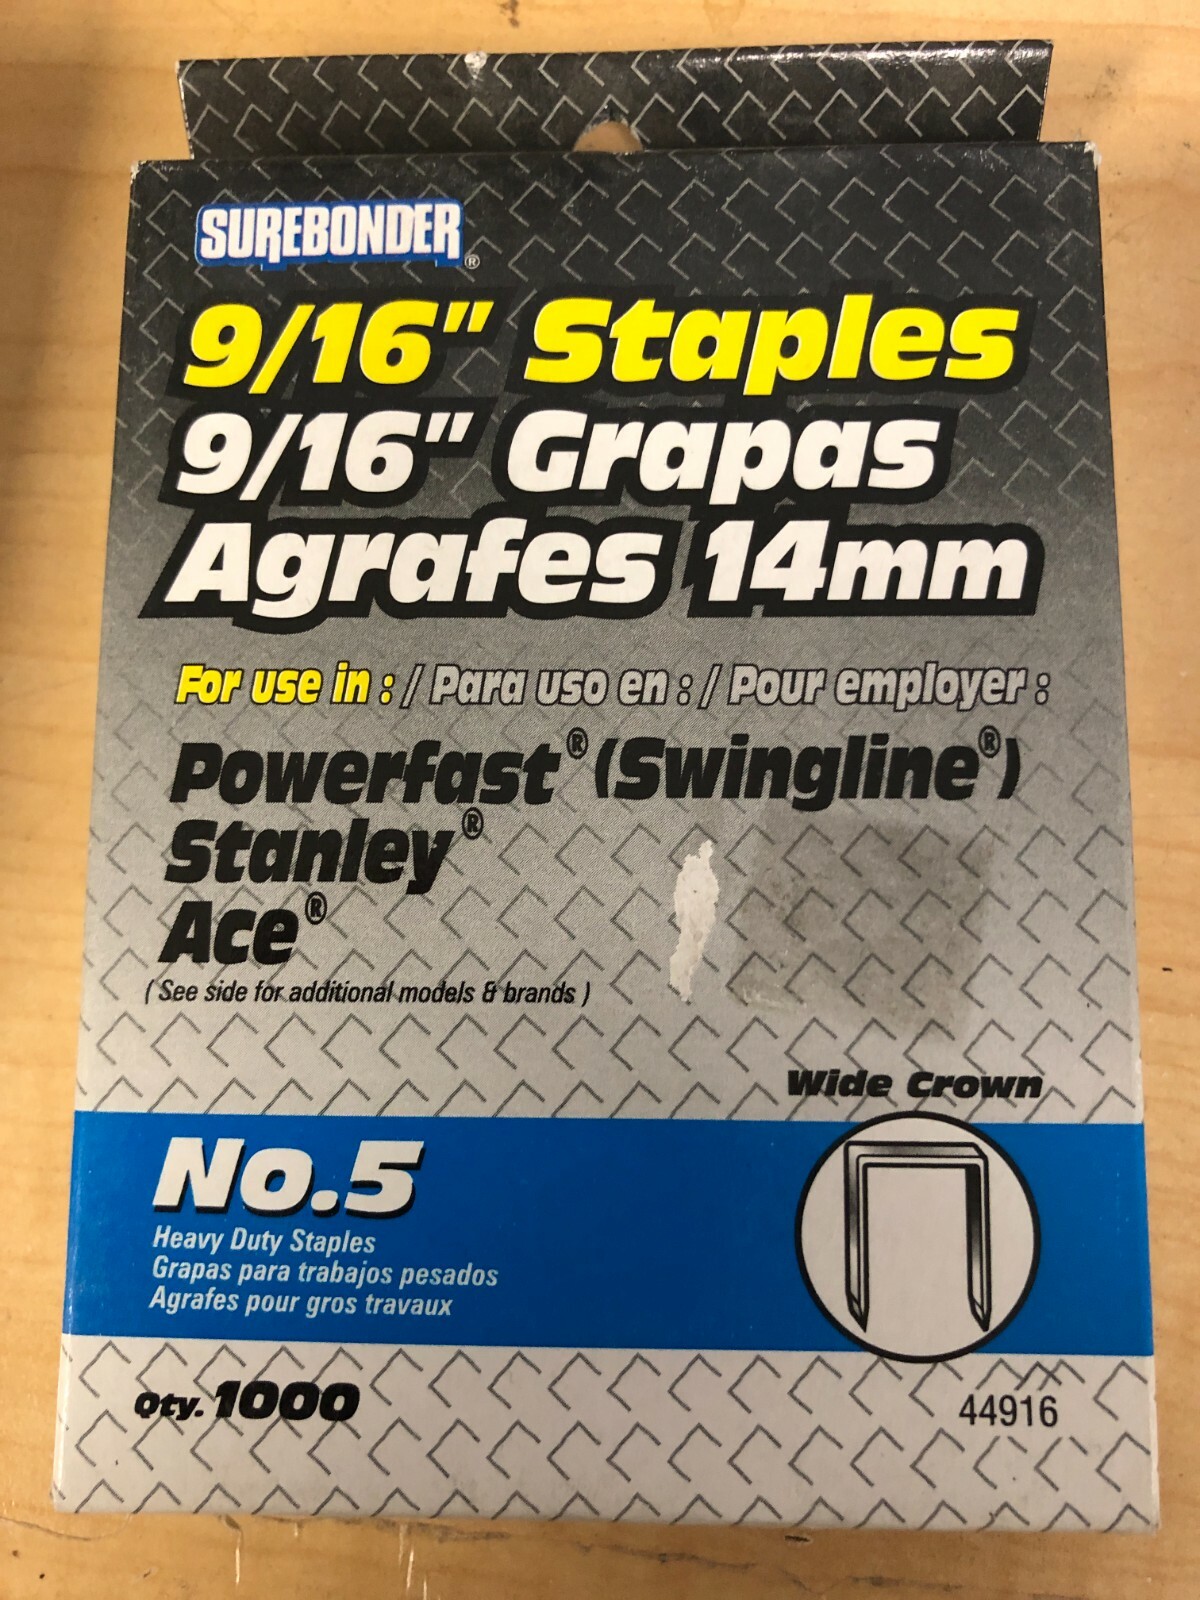 SUREBONDER®
9/16" Staples
9/16" Grapas
Agrafes 14mm
For use in : / Para uso en : / Pour employer :
Powerfast® (Swingline®)
Stanley®
Ace®
( See side for additional models & brands )
Wide Crown
No.5
Heavy Duty Staples
Grapas para trabajos pesados
Agrafes pour gros travaux
Qty. 1000
44916